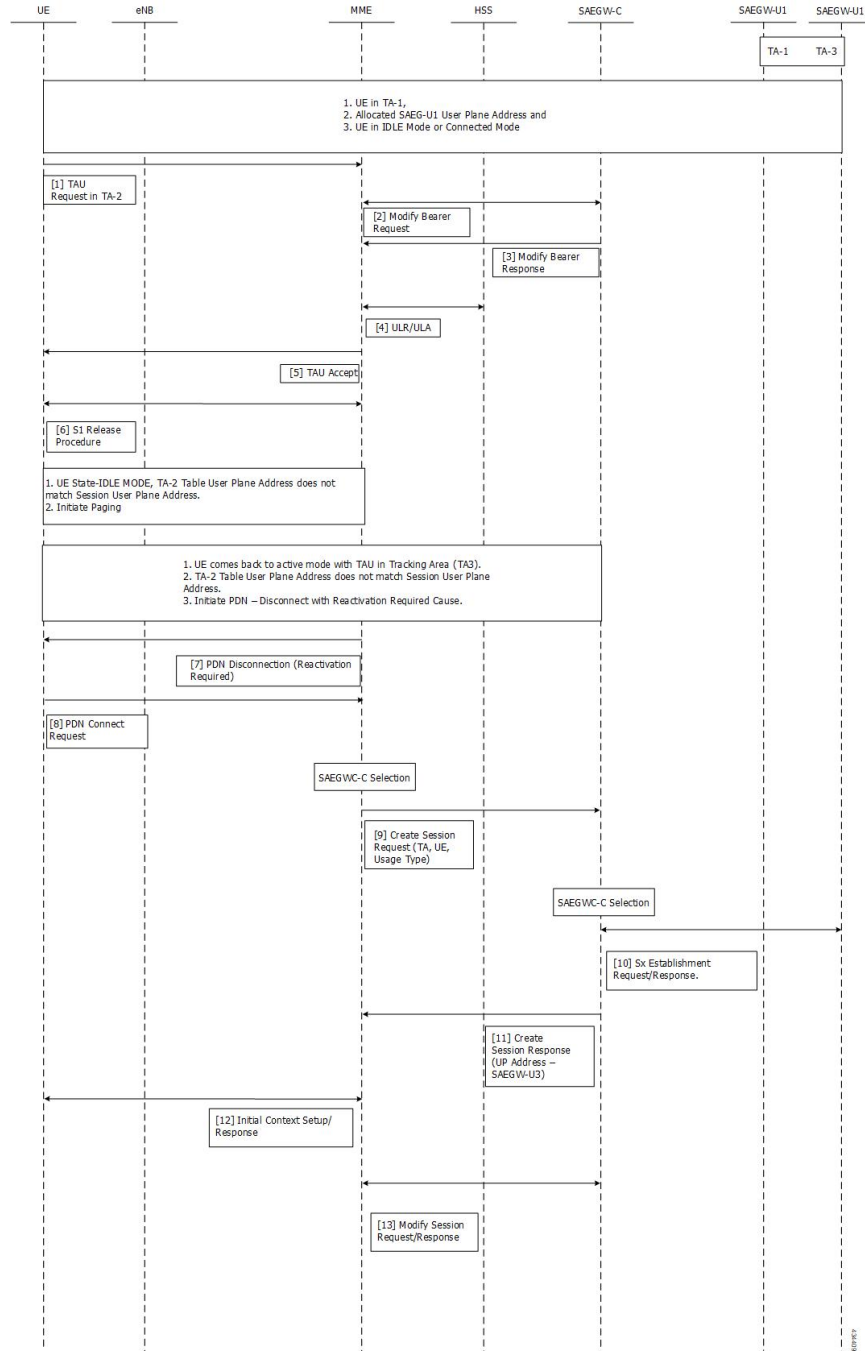 UE
eNB
MME
HSS
SAEGW-C
SAEGW-U1
SAEGW-U1
TA-1
TA-3
1. UE in TA-1,
2. Allocated SAEG-U1 User Plane Address and
3. UE in IDLE Mode or Connected Mode
[1] TAU
Request in TA-2
[2] Modify Bearer
Request
[3] Modify Bearer
Response
[4] ULR/ULA
[5] TAU Accept
[6] S1 Release
Procedure
1. UE State-IDLE MODE, TA-2 Table User Plane Address does not
match Session User Plane Address.
2. Initiate Paging
1. UE comes back to active mode with TAU in Tracking Area (TA3).
2. TA-2 Table User Plane Address does not match Session User Plane
Address.
3. Initiate PDN – Disconnect with Reactivation Required Cause.
[7] PDN Disconnection (Reactivation
Required)
[8] PDN Connect
Request
SAEGWC-C Selection
[9] Create Session
Request (TA, UE,
Usage Type)
SAEGWC-C Selection
[10] Sx Establishment
Request/Response.
[11] Create
Session Response
(UP Address –
SAEGW-U3)
[12] Initial Context Setup/
Response
[13] Modify Session
Request/Response